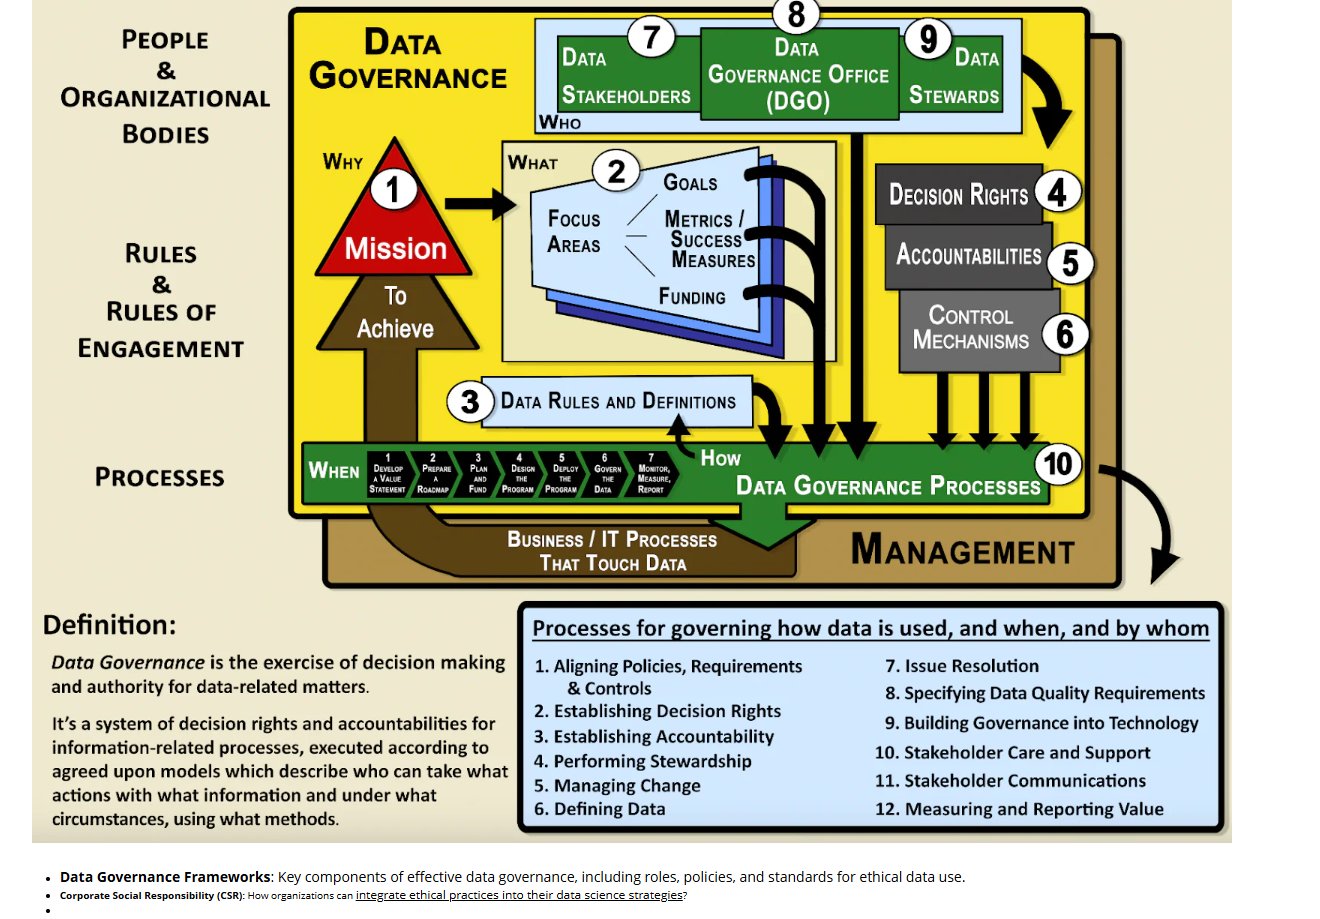 PEOPLE
&
ORGANIZATIONAL
BODIES
RULES
&
RULES OF
ENGAGEMENT
PROCESSES
DATA
GOVERNANCE
7
8
9
DATA
STAKEHOLDERS
DATA
GOVERNANCE OFFICE
(DGO)
DATA
STEWARDS
WHO
WHY
1
Mission
To
Achieve
WHAT
2
FOCUS
AREAS
GOALS
METRICS /
SUCCESS
MEASURES
FUNDING
DECISION RIGHTS
4
ACCOUNTABILITIES
5
CONTROL
MECHANISMS
6
3
DATA RULES AND DEFINITIONS
WHEN
1
DEVELOP
A VALUE
STATEMENT
2
PREPARE
A
ROADMAP
3
PLAN
AND
FUND
4
DESIGN
THE
PROGRAM
5
DEPLOY
THE
PROGRAM
6
GOVERN
THE
DATA
7
MONITOR,
MEASURE,
REPORT
HOW
DATA GOVERNANCE PROCESSES
10
BUSINESS / IT PROCESSES
THAT TOUCH DATA
MANAGEMENT
Definition:
Data Governance is the exercise of decision making
and authority for data-related matters.
It's a system of decision rights and accountabilities for
information-related processes, executed according to
agreed upon models which describe who can take what
actions with what information and under what
circumstances, using what methods.
Processes for governing how data is used, and when, and by whom
1. Aligning Policies, Requirements
& Controls
2. Establishing Decision Rights
3. Establishing Accountability
4. Performing Stewardship
5. Managing Change
6. Defining Data
7. Issue Resolution
8. Specifying Data Quality Requirements
9. Building Governance into Technology
10. Stakeholder Care and Support
11. Stakeholder Communications
12. Measuring and Reporting Value
• Data Governance Frameworks: Key components of effective data governance, including roles, policies, and standards for ethical data use.
• Corporate Social Responsibility (CSR): How organizations can integrate ethical practices into their data science strategies?
•